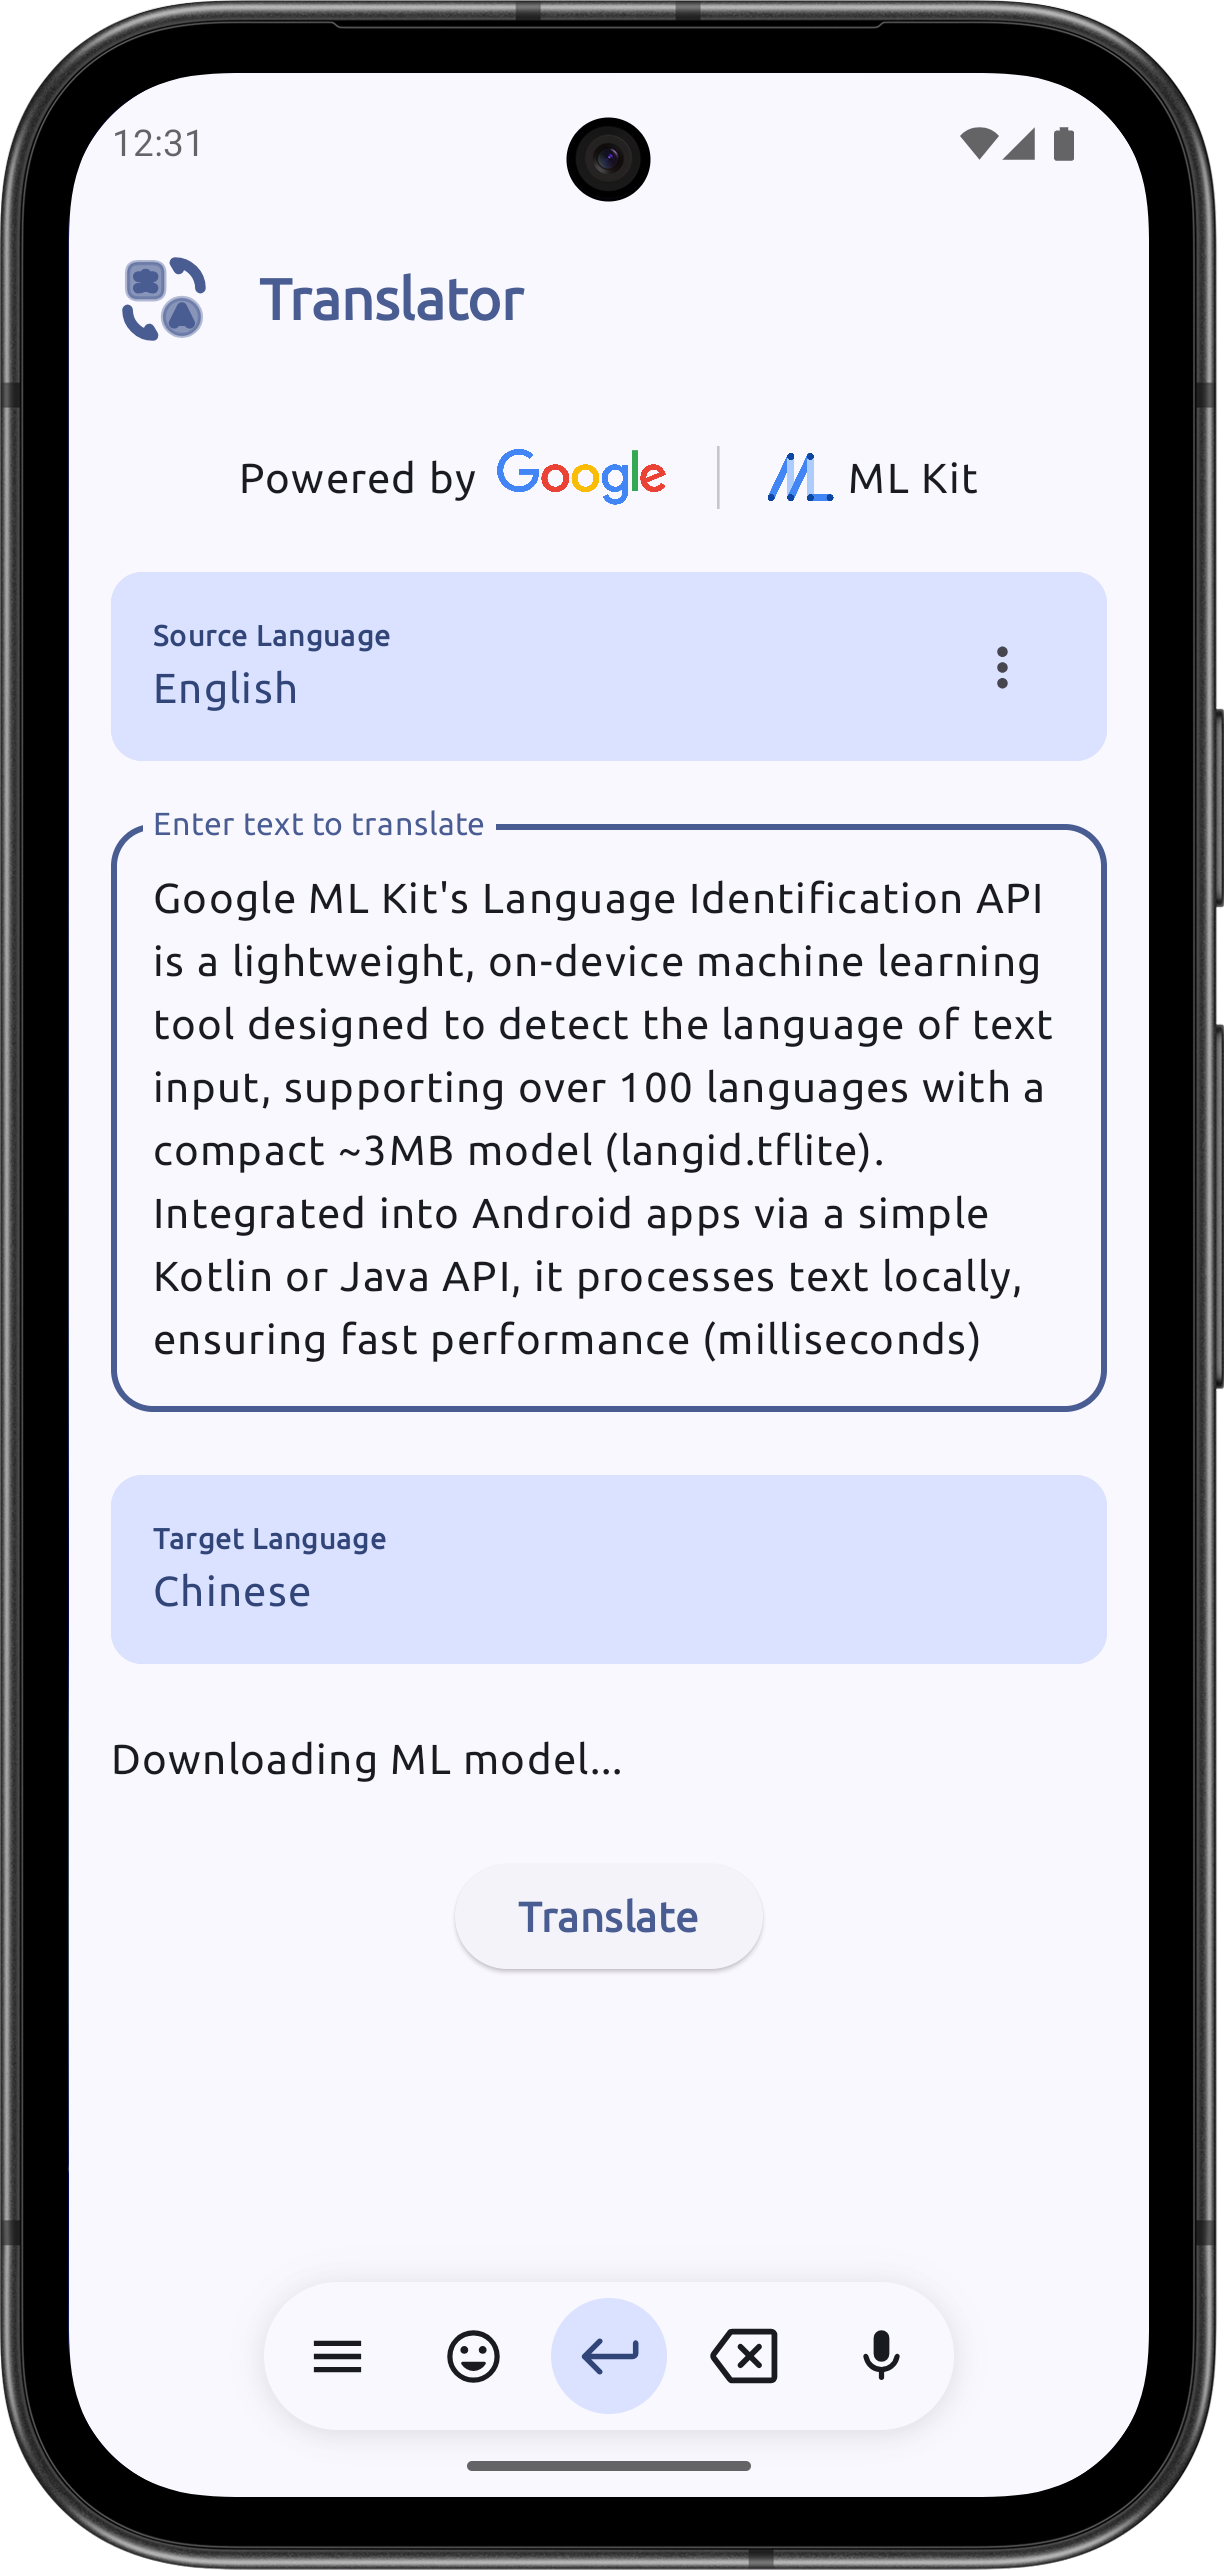 12:31
Translator
Powered by Google | ML ML Kit
Source Language
English
Enter text to translate
Google ML Kit's Language Identification API
is a lightweight, on-device machine learning
tool designed to detect the language of text
input, supporting over 100 languages with a
compact ~3MB model (langid.tflite).
Integrated into Android apps via a simple
Kotlin or Java API, it processes text locally,
ensuring fast performance (milliseconds)
Target Language
Chinese
Downloading ML model...
Translate